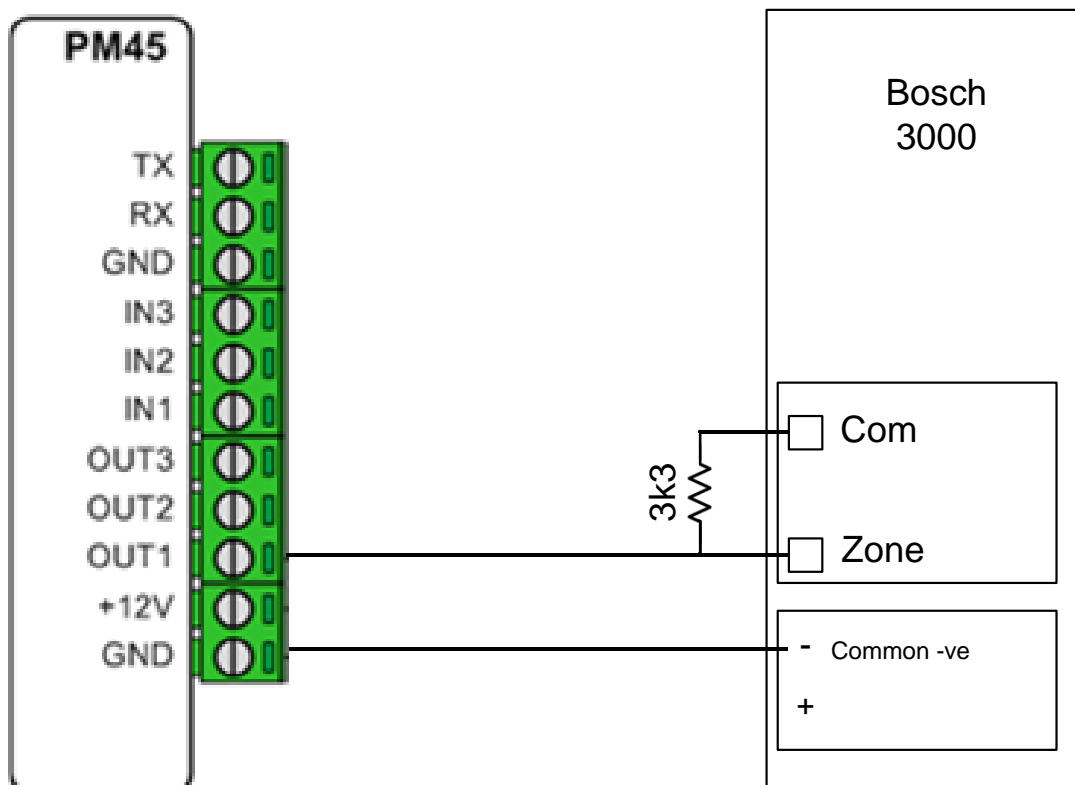 PM45
TX
RX
GND
IN3
IN2
IN1
OUT3
OUT2
OUT1
+12V
GND
3k3
Bosch
3000
Com
Zone
- Common -ve
+